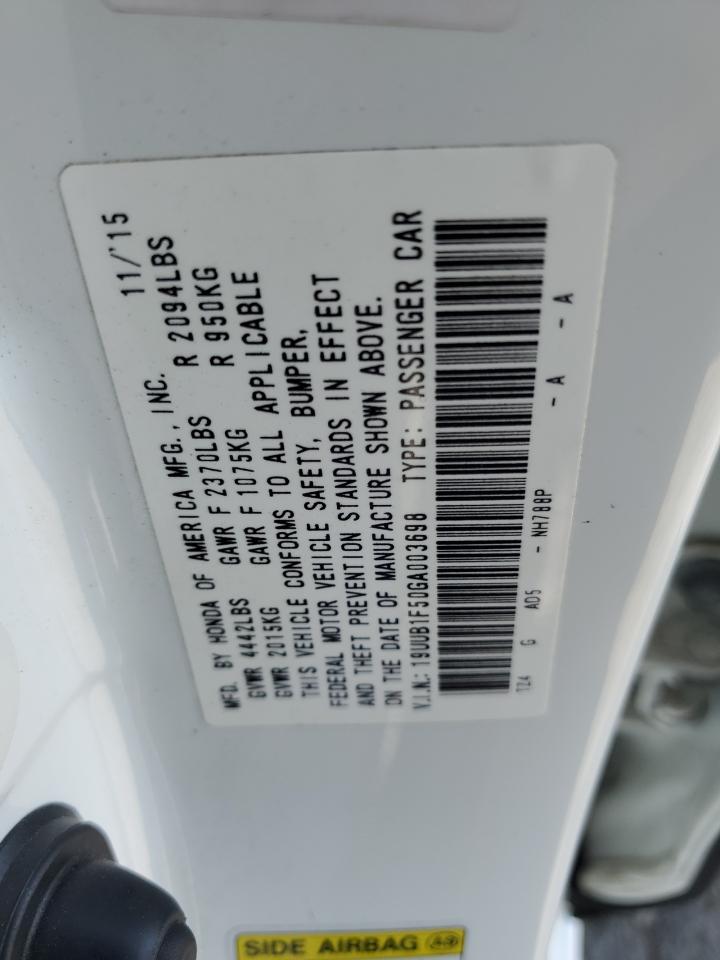 11/'15
MFD. BY HONDA OF AMERICA MFG., INC.
GVWR 4442LBS GAWR F 2370LBS R 2094LBS
GVWR 2015KG GAWR F 1075KG R 950KG
THIS VEHICLE CONFORMS TO ALL APPLICABLE
FEDERAL MOTOR VEHICLE SAFETY, BUMPER,
AND THEFT PREVENTION STANDARDS IN EFFECT
ON THE DATE OF MANUFACTURE SHOWN ABOVE.
V.I.N.: 19UUB1F50GA003698 TYPE: PASSENGER CAR
TZ4 G AD5 - NH788P - A - A
SIDE AIRBAG